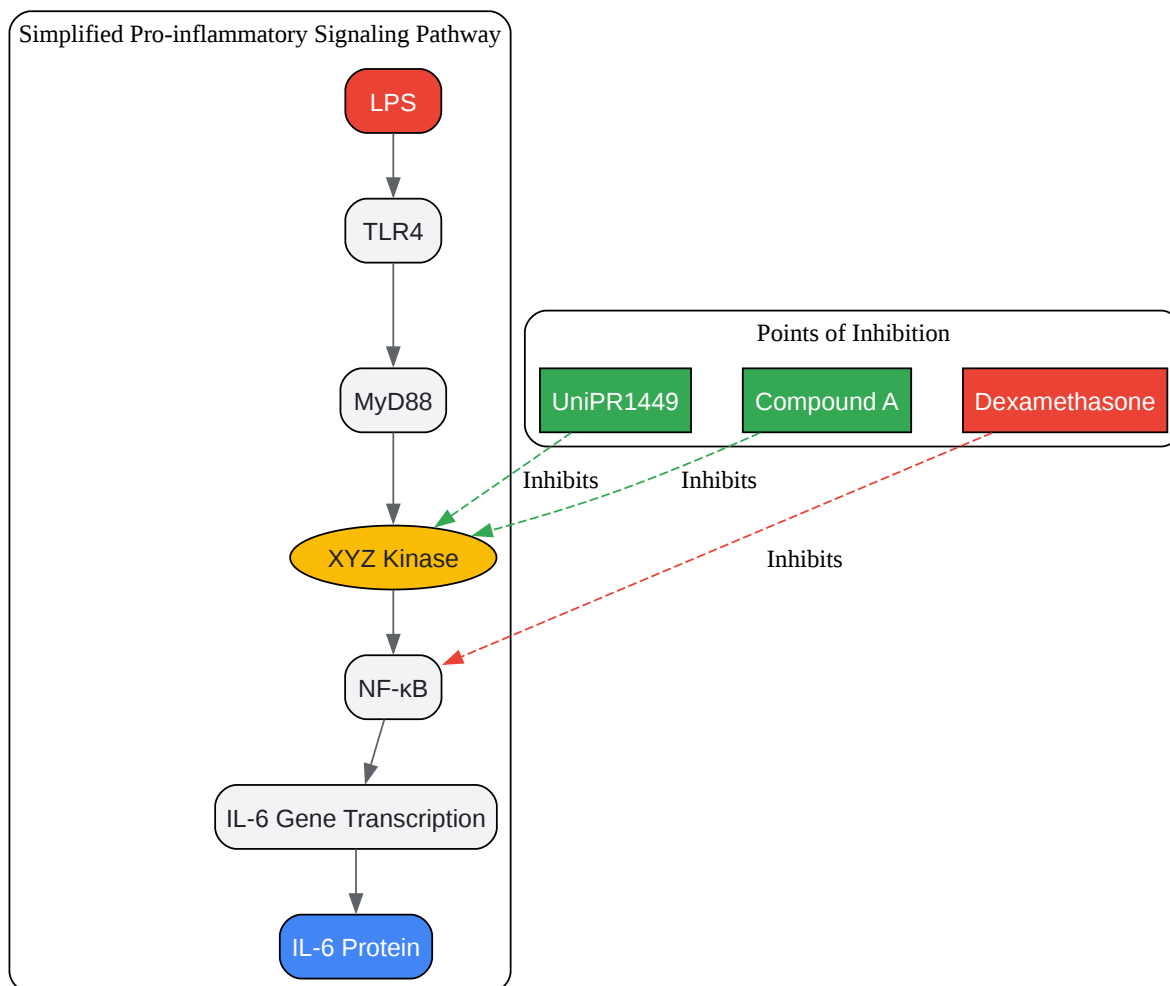 Simplified Pro-inflammatory Signaling Pathway
LPS
TLR4
Points of Inhibition
MyD88
UniPR1449
Compound A
Dexamethasone
Inhibits
Inhibits
XYZ Kinase
Inhibits
NF-κB
IL-6 Gene Transcription
IL-6 Protein